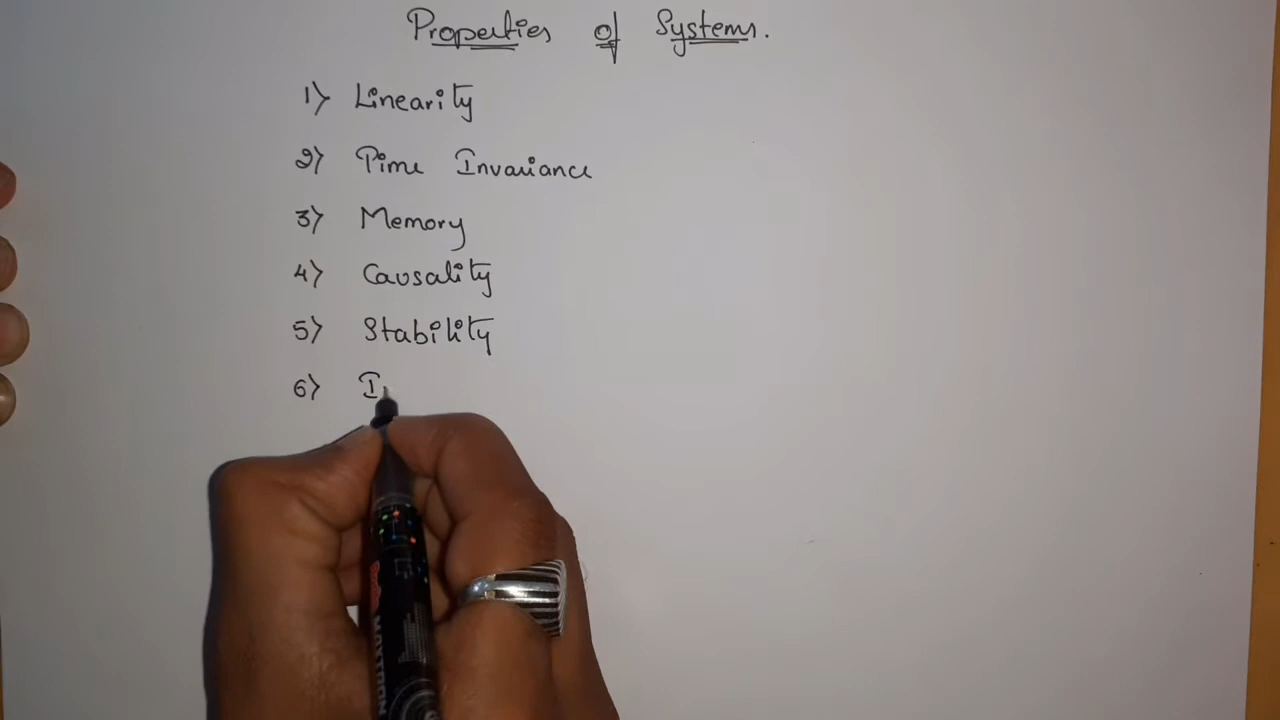 Properties of Systems.
1) Linearity
2) Time Invariance
3) Memory
4) Causality
5) Stability
6) I